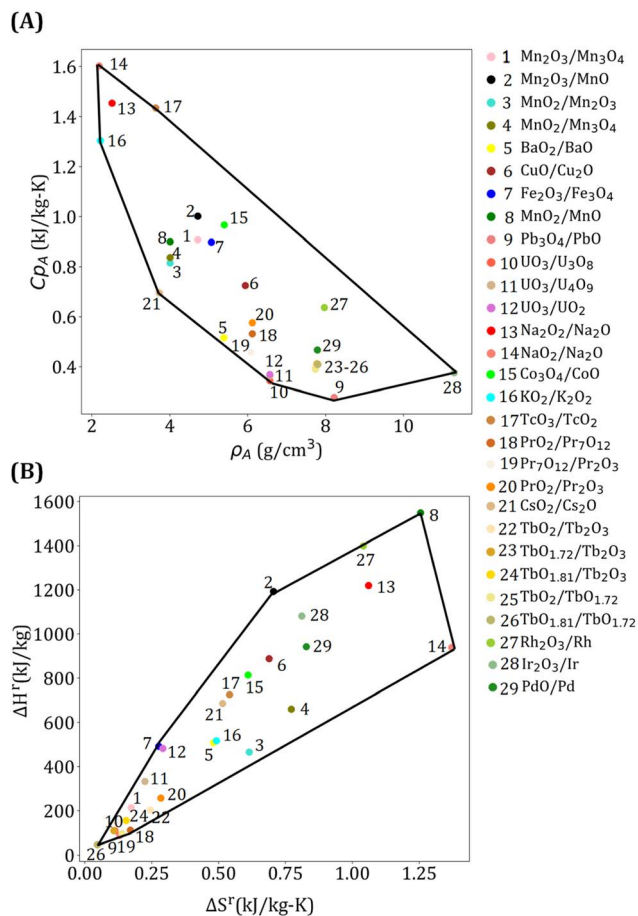 (A)
1.6
1.4
1.2
1.0
0.8
0.6
0.4
Cp_A (kJ/kg-K)
14
13
17
16
2
15
1
7
8
4
3
21
6
27
20
18
5
19
29
12
23-26
11
10
9
28
2
4
6
8
10
ρ_A (g/cm³)
1 Mn₂O₃/Mn₃O₄
2 Mn₂O₃/MnO
3 MnO₂/Mn₂O₃
4 MnO₂/Mn₃O₄
5 BaO₂/BaO
6 CuO/Cu₂O
7 Fe₂O₃/Fe₃O₄
8 MnO₂/MnO
9 Pb₃O₄/PbO
10 UO₃/U₃O₈
11 UO₃/U₄O₉
12 UO₃/UO₂
13 Na₂O₂/Na₂O
14 NaO₂/Na₂O
15 Co₃O₄/CoO
16 KO₂/K₂O₂
17 TcO₃/TcO₂
18 PrO₂/Pr₇O₁₂
19 Pr₇O₁₂/Pr₂O₃
20 PrO₂/Pr₂O₃
21 CsO₂/Cs₂O
22 TbO₂/Tb₂O₃
23 TbO₁.₇₂/Tb₂O₃
24 TbO₁.₈₁/Tb₂O₃
25 TbO₂/TbO₁.₇₂
26 TbO₁.₈₁/TbO₁.₇₂
27 Rh₂O₃/Rh
28 Ir₂O₃/Ir
29 PdO/Pd
(B)
1600
1400
1200
1000
800
600
400
200
0
ΔHʳ(kJ/kg)
8
27
2
13
28
29
14
6
15
17
21
4
16
5
3
7
12
11
1
20
24
22
10
26
9
19
18
0.00
0.25
0.50
0.75
1.00
1.25
ΔSʳ(kJ/kg-K)